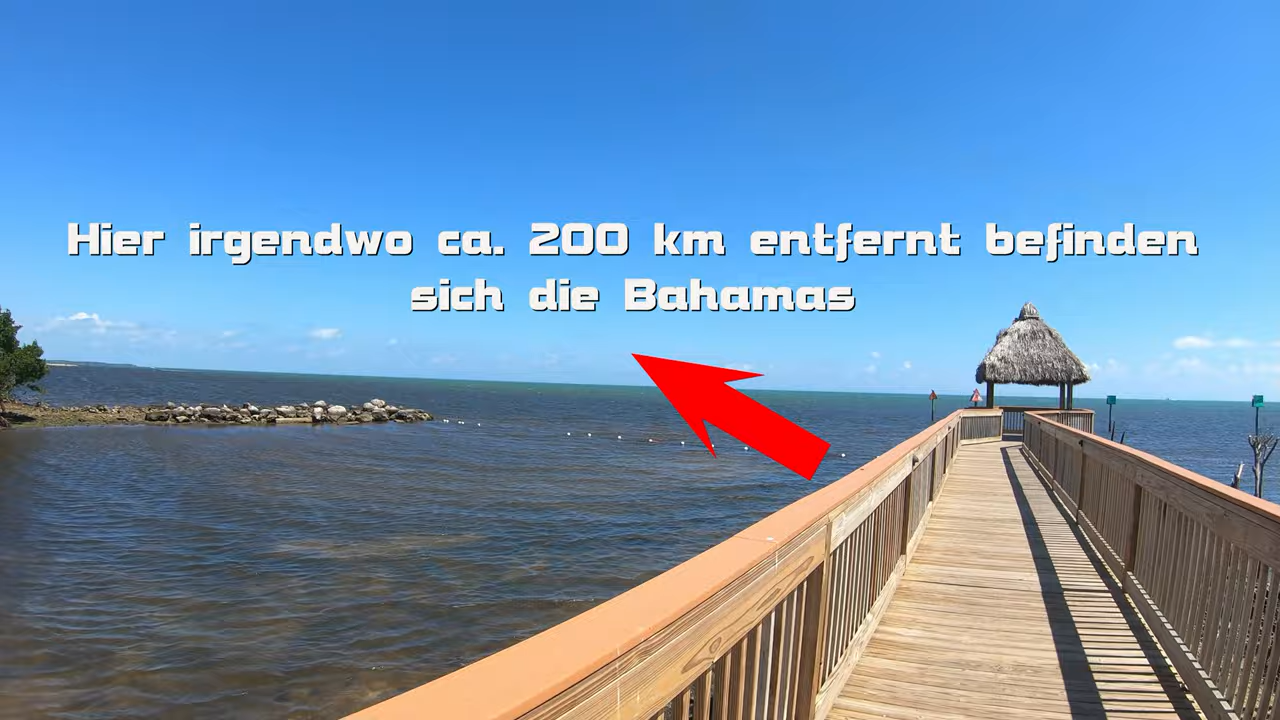 Hier irgendwo ca. 200 km entfernt befinden
sich die Bahamas